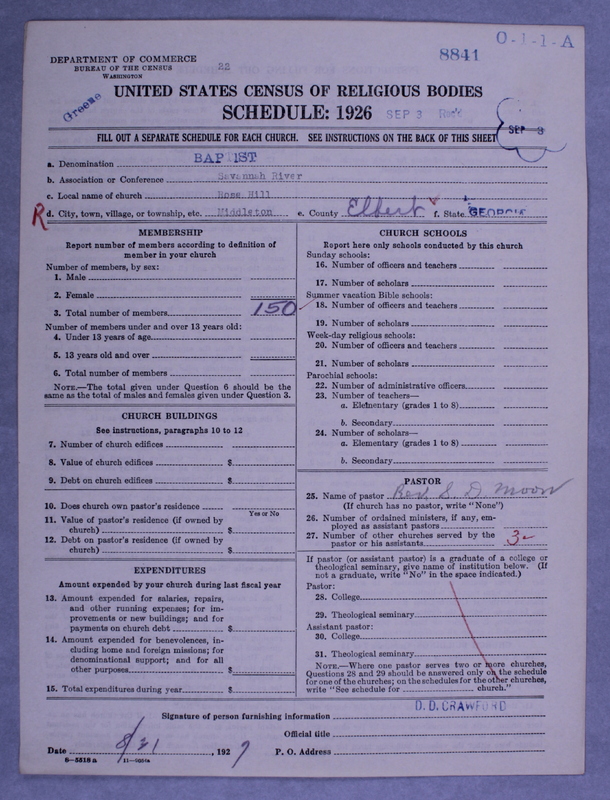 O-1-1-A
8841
DEPARTMENT OF COMMERCE
BUREAU OF THE CENSUS
WASHINGTON
22
Greene
UNITED STATES CENSUS OF RELIGIOUS BODIES
SCHEDULE: 1926
SEP 3 Rec'd
SEP 3
FILL OUT A SEPARATE SCHEDULE FOR EACH CHURCH. SEE INSTRUCTIONS ON THE BACK OF THIS SHEET
a. Denomination BAPTIST
b. Association or Conference Savannah River
c. Local name of church Rose Hill
R d. City, town, village, or township, etc. Middleton e. County Elbert f. State GEORGIA
MEMBERSHIP
Report number of members according to definition of
member in your church
Number of members, by sex:
1. Male
2. Female
3. Total number of members 150
Number of members under and over 13 years old:
4. Under 13 years of age
5. 13 years old and over
6. Total number of members
NOTE.—The total given under Question 6 should be the
same as the total of males and females given under Question 3.
CHURCH BUILDINGS
See instructions, paragraphs 10 to 12
7. Number of church edifices
8. Value of church edifices $
9. Debt on church edifices $
10. Does church own pastor's residence
Yes or No
11. Value of pastor's residence (if owned by
church) $
12. Debt on pastor's residence (if owned by
church) $
EXPENDITURES
Amount expended by your church during last fiscal year
13. Amount expended for salaries, repairs,
and other running expenses; for im-
provements or new buildings; and for
payments on church debt $
14. Amount expended for benevolences, in-
cluding home and foreign missions; for
denominational support; and for all
other purposes $
15. Total expenditures during year $
CHURCH SCHOOLS
Report here only schools conducted by this church
Sunday schools:
16. Number of officers and teachers
17. Number of scholars
Summer vacation Bible schools:
18. Number of officers and teachers
19. Number of scholars
Week-day religious schools:
20. Number of officers and teachers
21. Number of scholars
Parochial schools:
22. Number of administrative officers
23. Number of teachers—
a. Elementary (grades 1 to 8)
b. Secondary
24. Number of scholars—
a. Elementary (grades 1 to 8)
b. Secondary
PASTOR
25. Name of pastor Rev. S. D. Moon
(If church has no pastor, write "None")
26. Number of ordained ministers, if any, em-
ployed as assistant pastors
27. Number of other churches served by the
pastor or his assistants 3
If pastor (or assistant pastor) is a graduate of a college or
theological seminary, give name of institution below. (If
not a graduate, write "No" in the space indicated.)
Pastor:
28. College
29. Theological seminary
Assistant pastor:
30. College
31. Theological seminary
NOTE.—Where one pastor serves two or more churches,
Questions 28 and 29 should be answered only on the schedule
for one of the churches; on the schedules for the other churches,
write "See schedule for church."
D. D. CRAWFORD
Signature of person furnishing information
Official title
Date 8/31, 1927 P. O. Address
6-5518 a 11-9034a